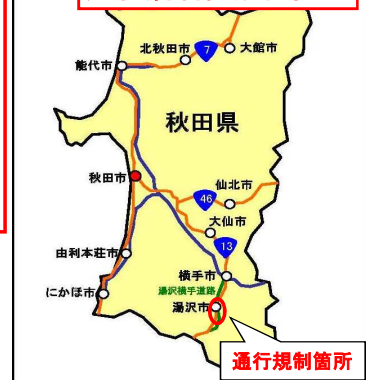 北秋田市
7
大館市
能代市
秋田県
秋田市
仙北市
46
大仙市
13
由利本荘市
横手市
にかほ市
湯沢横手道路
湯沢市
通行規制箇所